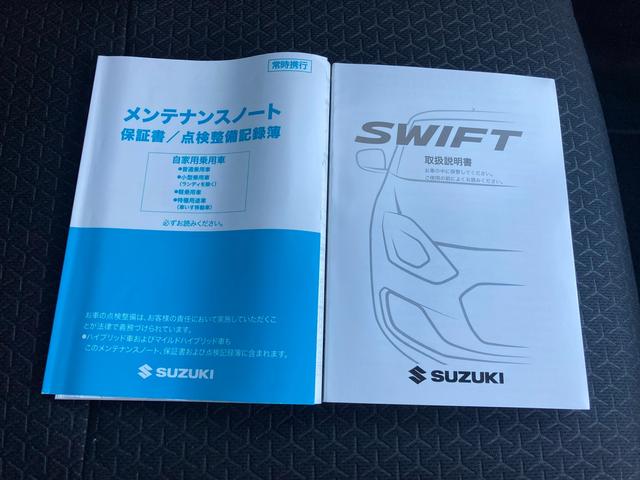 常時携行
メンテナンスノート
保証書／点検整備記録簿
自家用乗用車
●普通乗用車
●小型乗用車
（ランディを除く）
●軽乗用車
●特種用途車
（車いす移動車）
必ずお読みください。
お車の点検整備は、お客様の責任において実施していただくこ
とが法律で義務づけられています。
●ハイブリッド車およびマイルドハイブリッド車も
このメンテナンスノート、保証書および点検記録簿に含まれます。
SUZUKI
SWIFT
取扱説明書
お車の中に保管してください。
ご使用の前によくお読みください。
SUZUKI